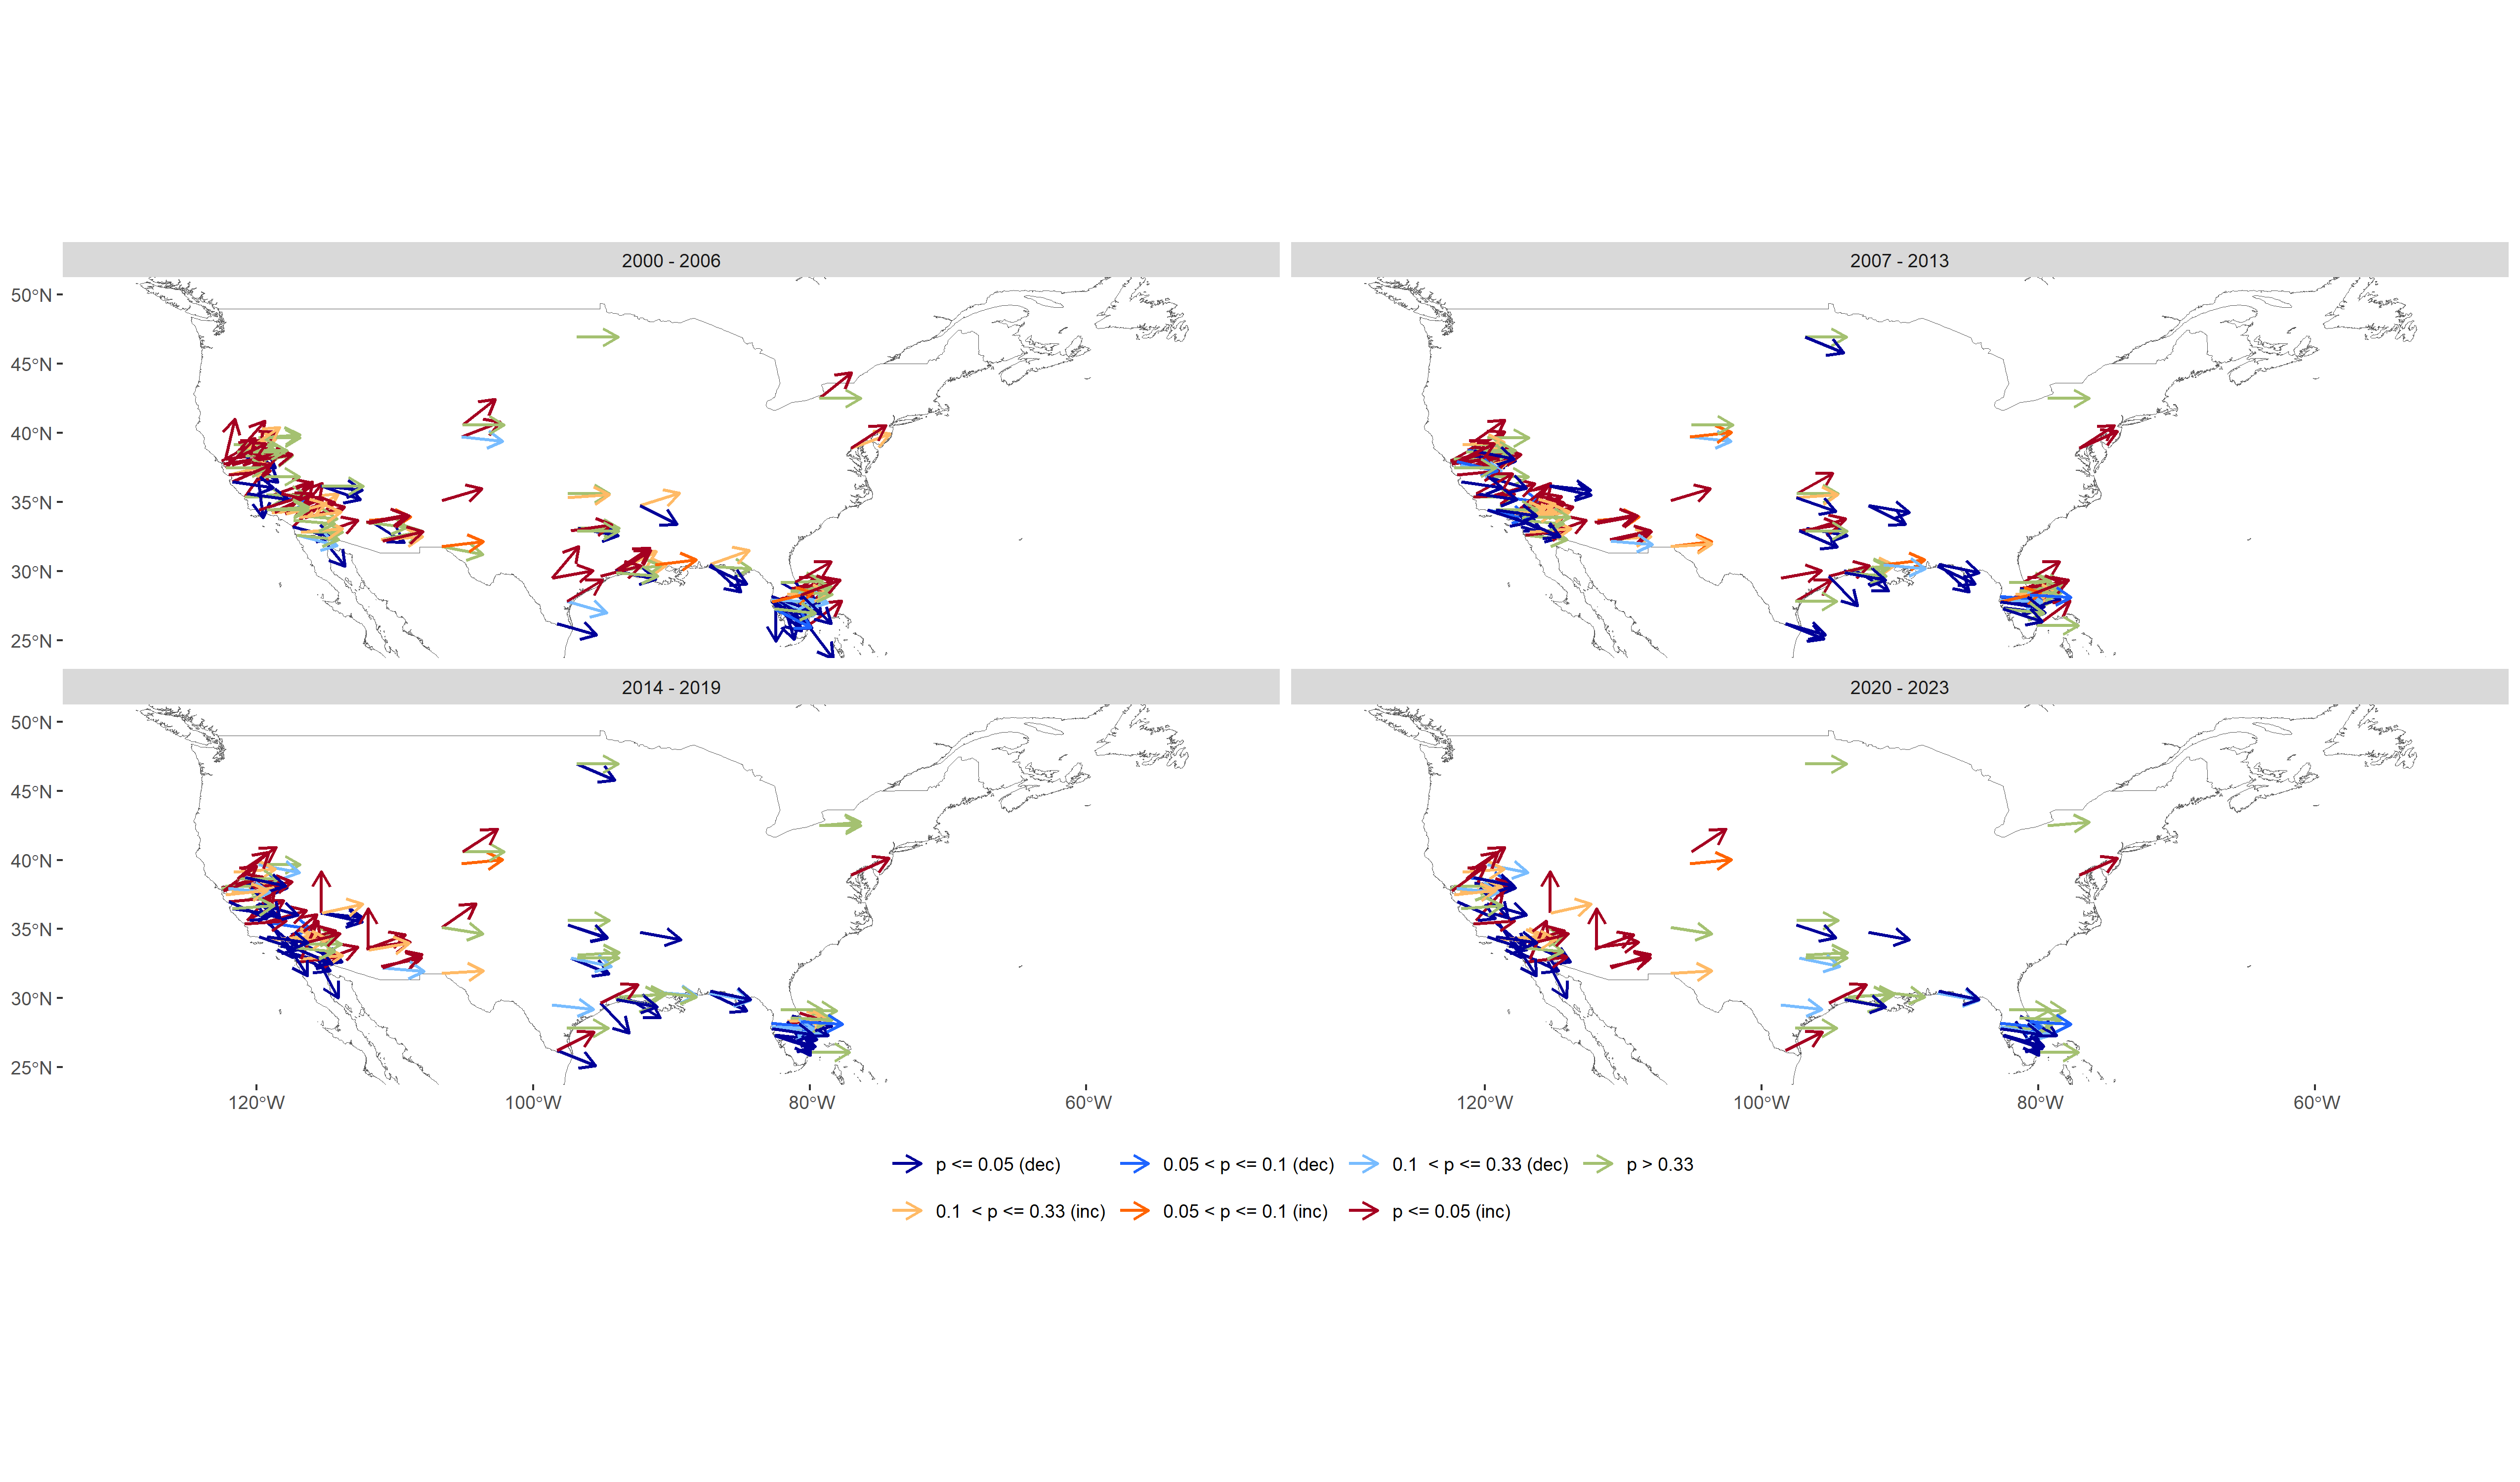 2000 - 2006
2007 - 2013
50°N
45°N
40°N
35°N
30°N
25°N
2014 - 2019
2020 - 2023
50°N
45°N
40°N
35°N
30°N
25°N
120°W 100°W 80°W 60°W
120°W 100°W 80°W 60°W
p <= 0.05 (dec) 0.05 < p <= 0.1 (dec) 0.1 < p <= 0.33 (dec) p > 0.33
0.1 < p <= 0.33 (inc) 0.05 < p <= 0.1 (inc) p <= 0.05 (inc)